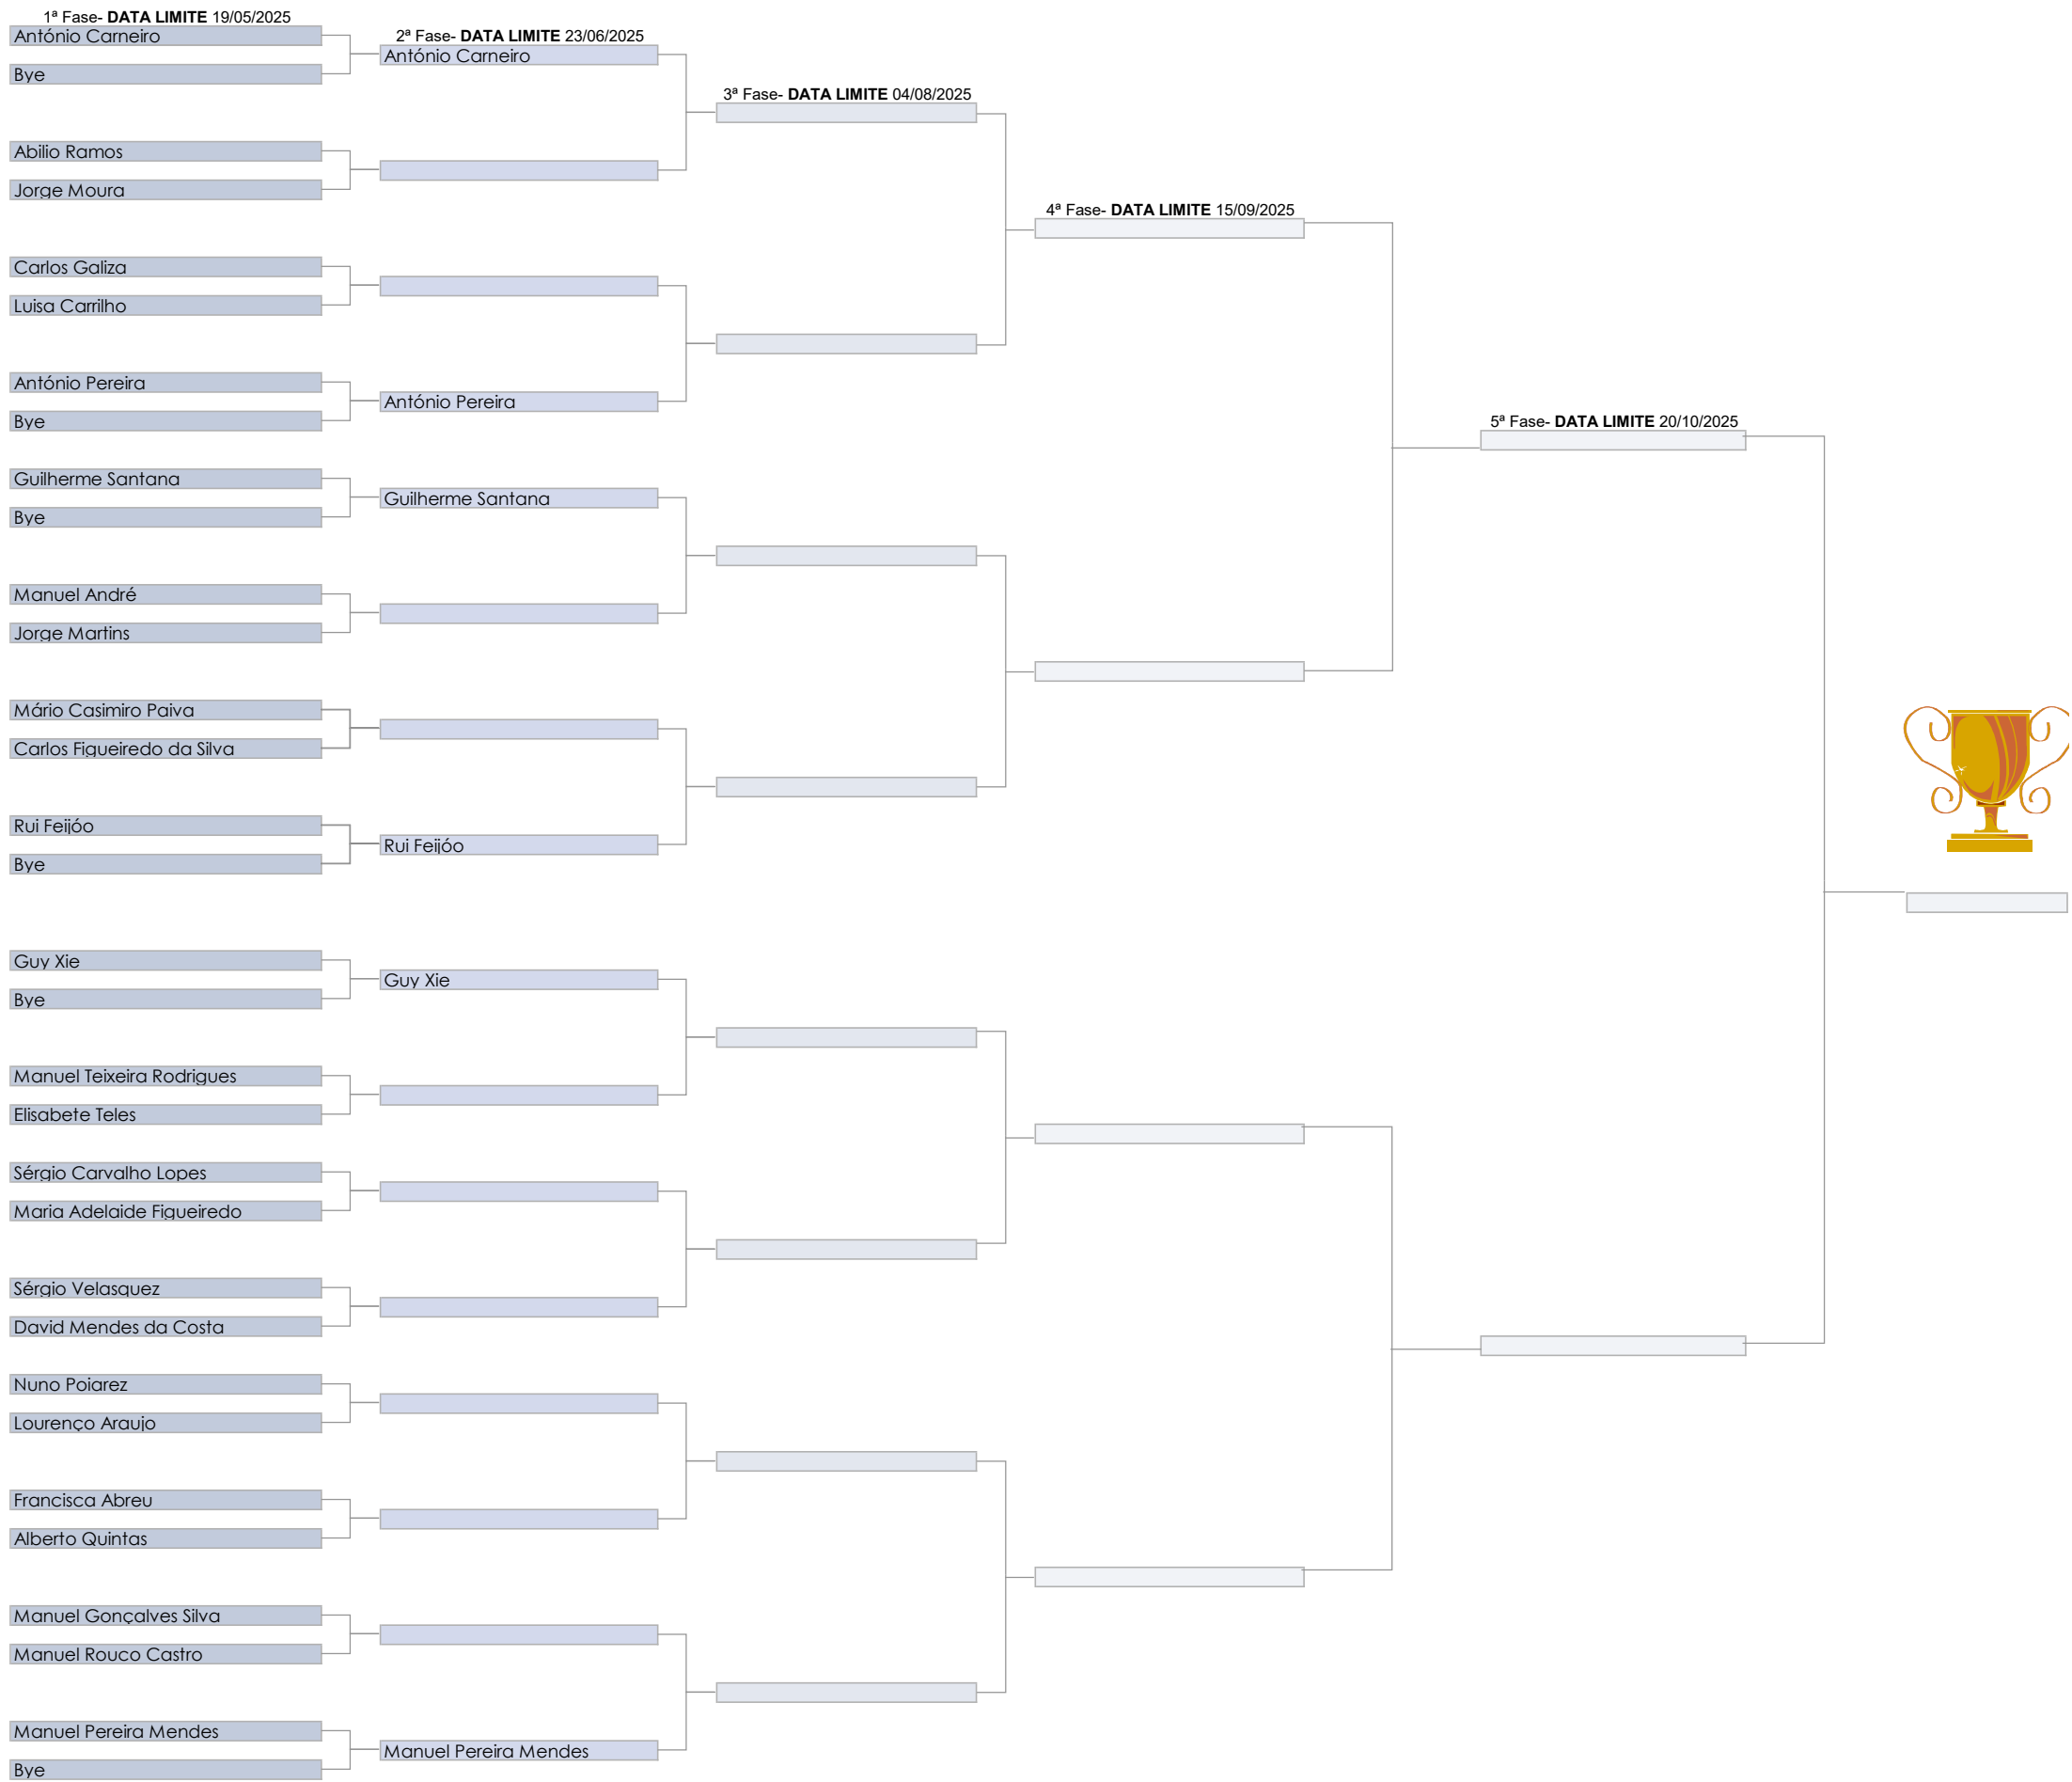 1ª Fase- DATA LIMITE 19/05/2025
António Carneiro
Bye
Abilio Ramos
Jorge Moura
Carlos Galiza
Luisa Carrilho
António Pereira
Bye
Guilherme Santana
Bye
Manuel André
Jorge Martins
Mário Casimiro Paiva
Carlos Figueiredo da Silva
Rui Feijóo
Bye
Guy Xie
Bye
Manuel Teixeira Rodrigues
Elisabete Teles
Sérgio Carvalho Lopes
Maria Adelaide Figueiredo
Sérgio Velasquez
David Mendes da Costa
Nuno Poiarez
Lourenço Araujo
Francisca Abreu
Alberto Quintas
Manuel Gonçalves Silva
Manuel Rouco Castro
Manuel Pereira Mendes
Bye
2ª Fase- DATA LIMITE 23/06/2025
António Carneiro
António Pereira
Guilherme Santana
Rui Feijóo
Guy Xie
Manuel Pereira Mendes
3ª Fase- DATA LIMITE 04/08/2025
4ª Fase- DATA LIMITE 15/09/2025
5ª Fase- DATA LIMITE 20/10/2025